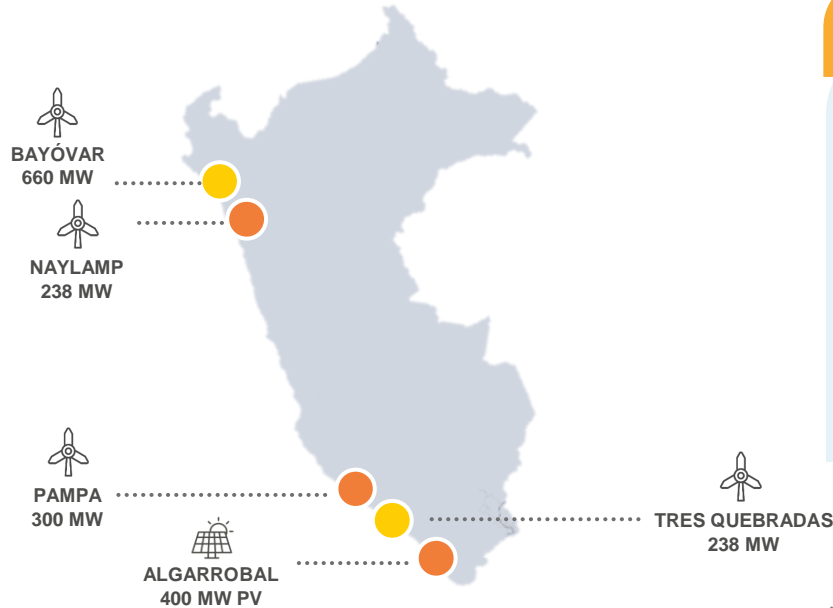 BAYÓVAR
660 MW
NAYLAMP
238 MW
PAMPA
300 MW
TRES QUEBRADAS
238 MW
ALGARROBAL
400 MW PV